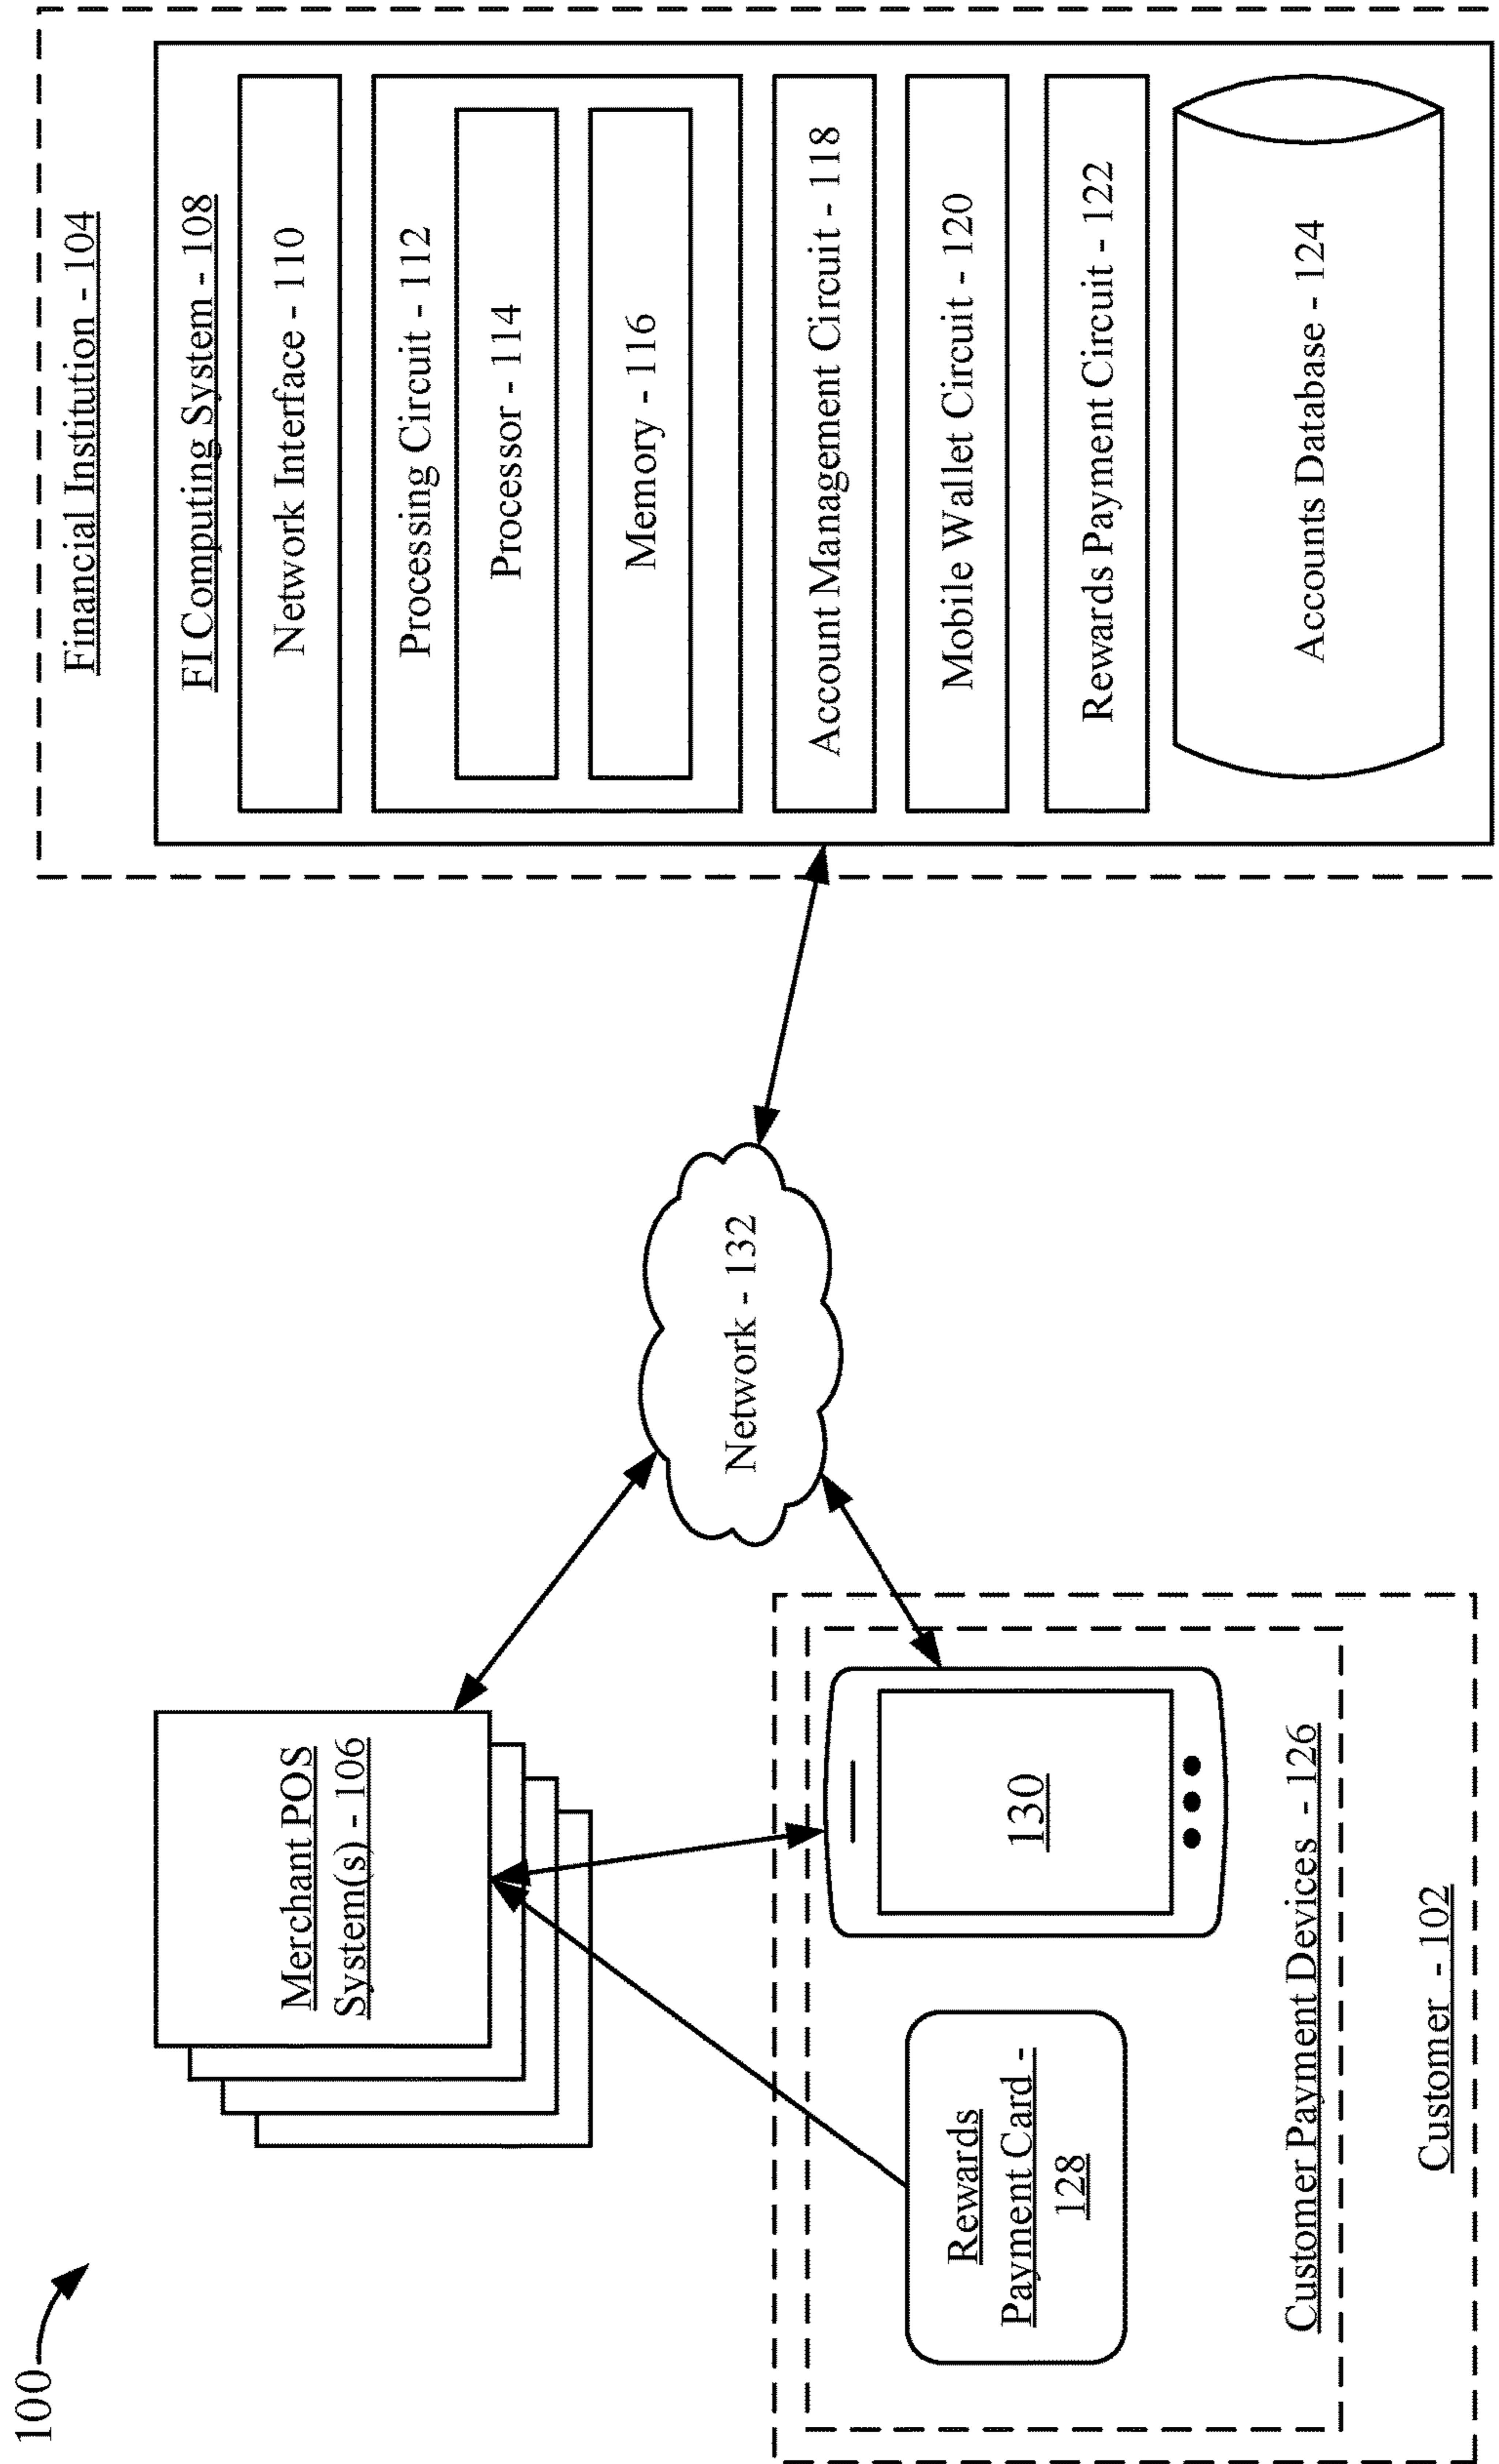 100
Merchant POS
System(s) - 106
Rewards
Payment Card -
128
130
Customer Payment Devices - 126
Customer - 102
Network - 132
Financial Institution - 104
FI Computing System - 108
Network Interface - 110
Processing Circuit - 112
Processor - 114
Memory - 116
Account Management Circuit - 118
Mobile Wallet Circuit - 120
Rewards Payment Circuit - 122
Accounts Database - 124